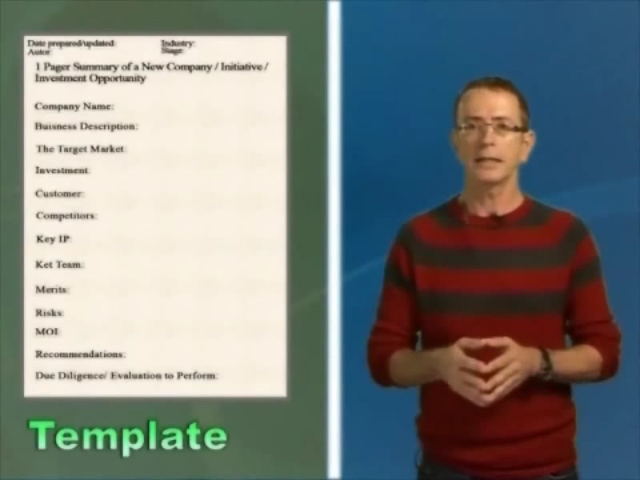 Date prepared/updated: Industry:
Autor: Stage:
1 Pager Summary of a New Company / Initiative /
Investment Opportunity
Company Name:
Buisness Description:
The Target Market:
Investment:
Customer:
Competitors:
Key IP:
Ket Team:
Merits:
Risks:
MOI:
Recommendations:
Due Diligence/ Evaluation to Perform:
Template